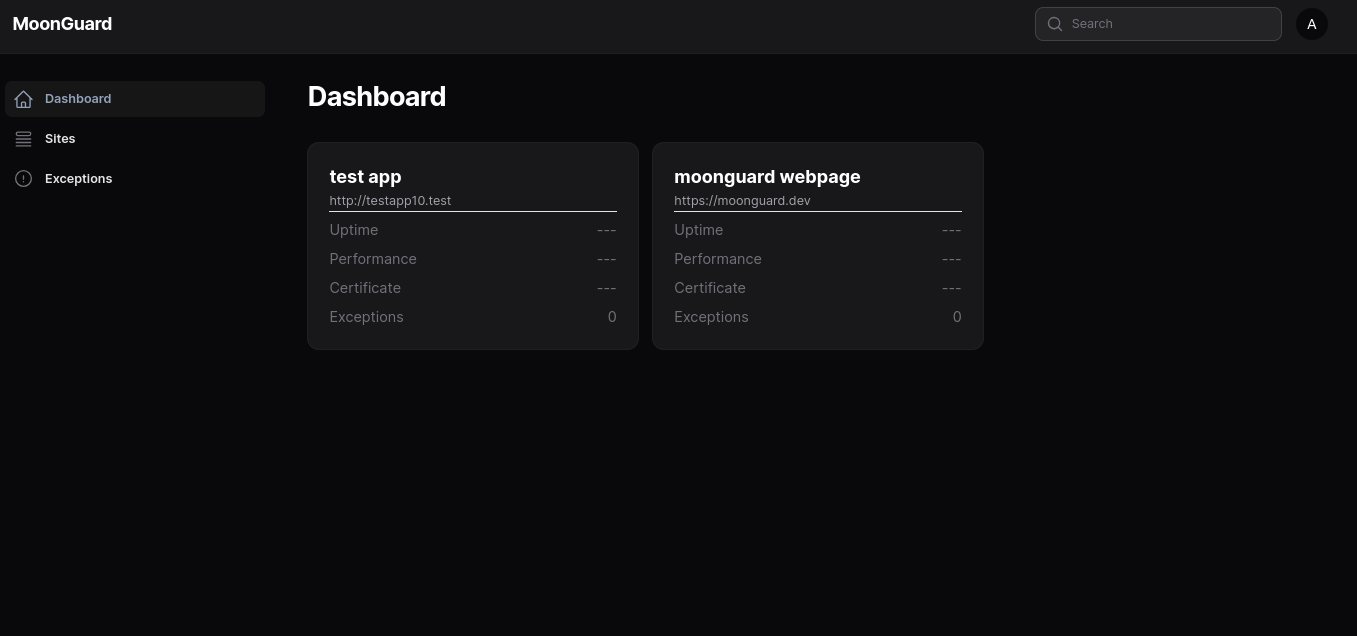 MoonGuard
Search
A
Dashboard
Sites
Exceptions
Dashboard
test app
http://testapp10.test
Uptime ---
Performance ---
Certificate ---
Exceptions 0
moonguard webpage
https://moonguard.dev
Uptime ---
Performance ---
Certificate ---
Exceptions 0